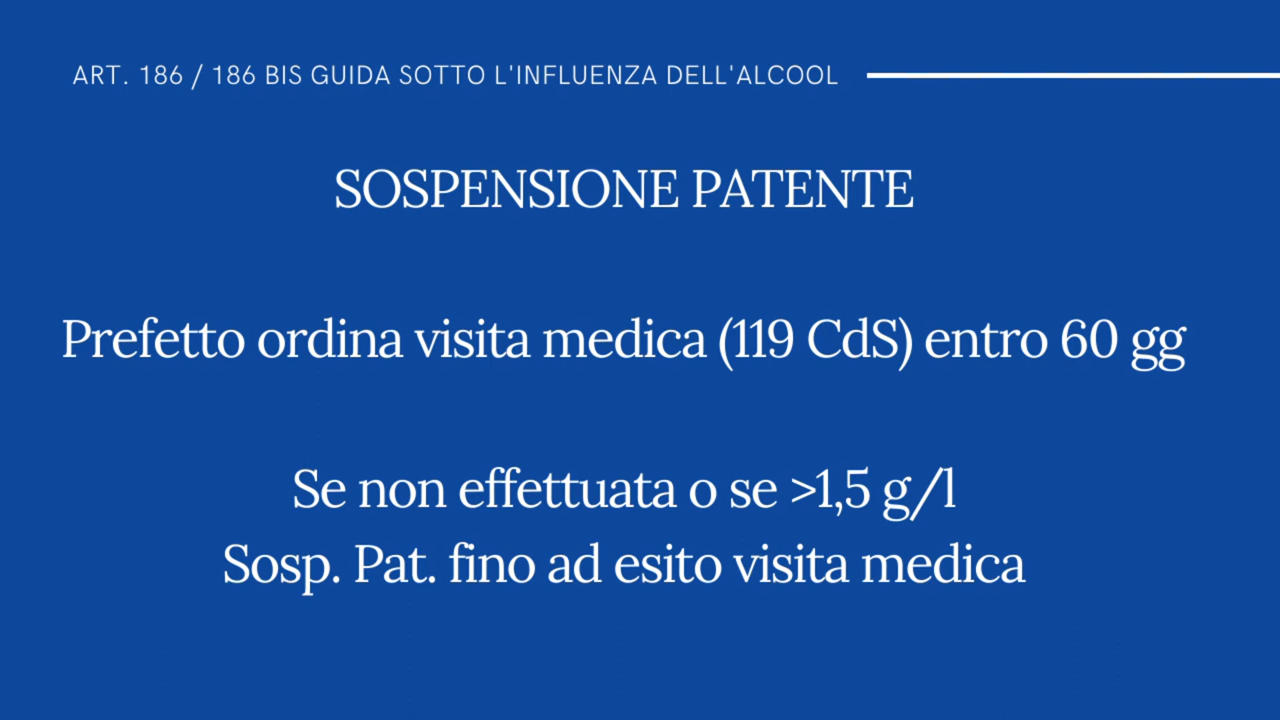 ART. 186 / 186 BIS GUIDA SOTTO L'INFLUENZA DELL'ALCOOL
SOSPENSIONE PATENTE
Prefetto ordina visita medica (119 CdS) entro 60 gg
Se non effettuata o se >1,5 g/l
Sosp. Pat. fino ad esito visita medica